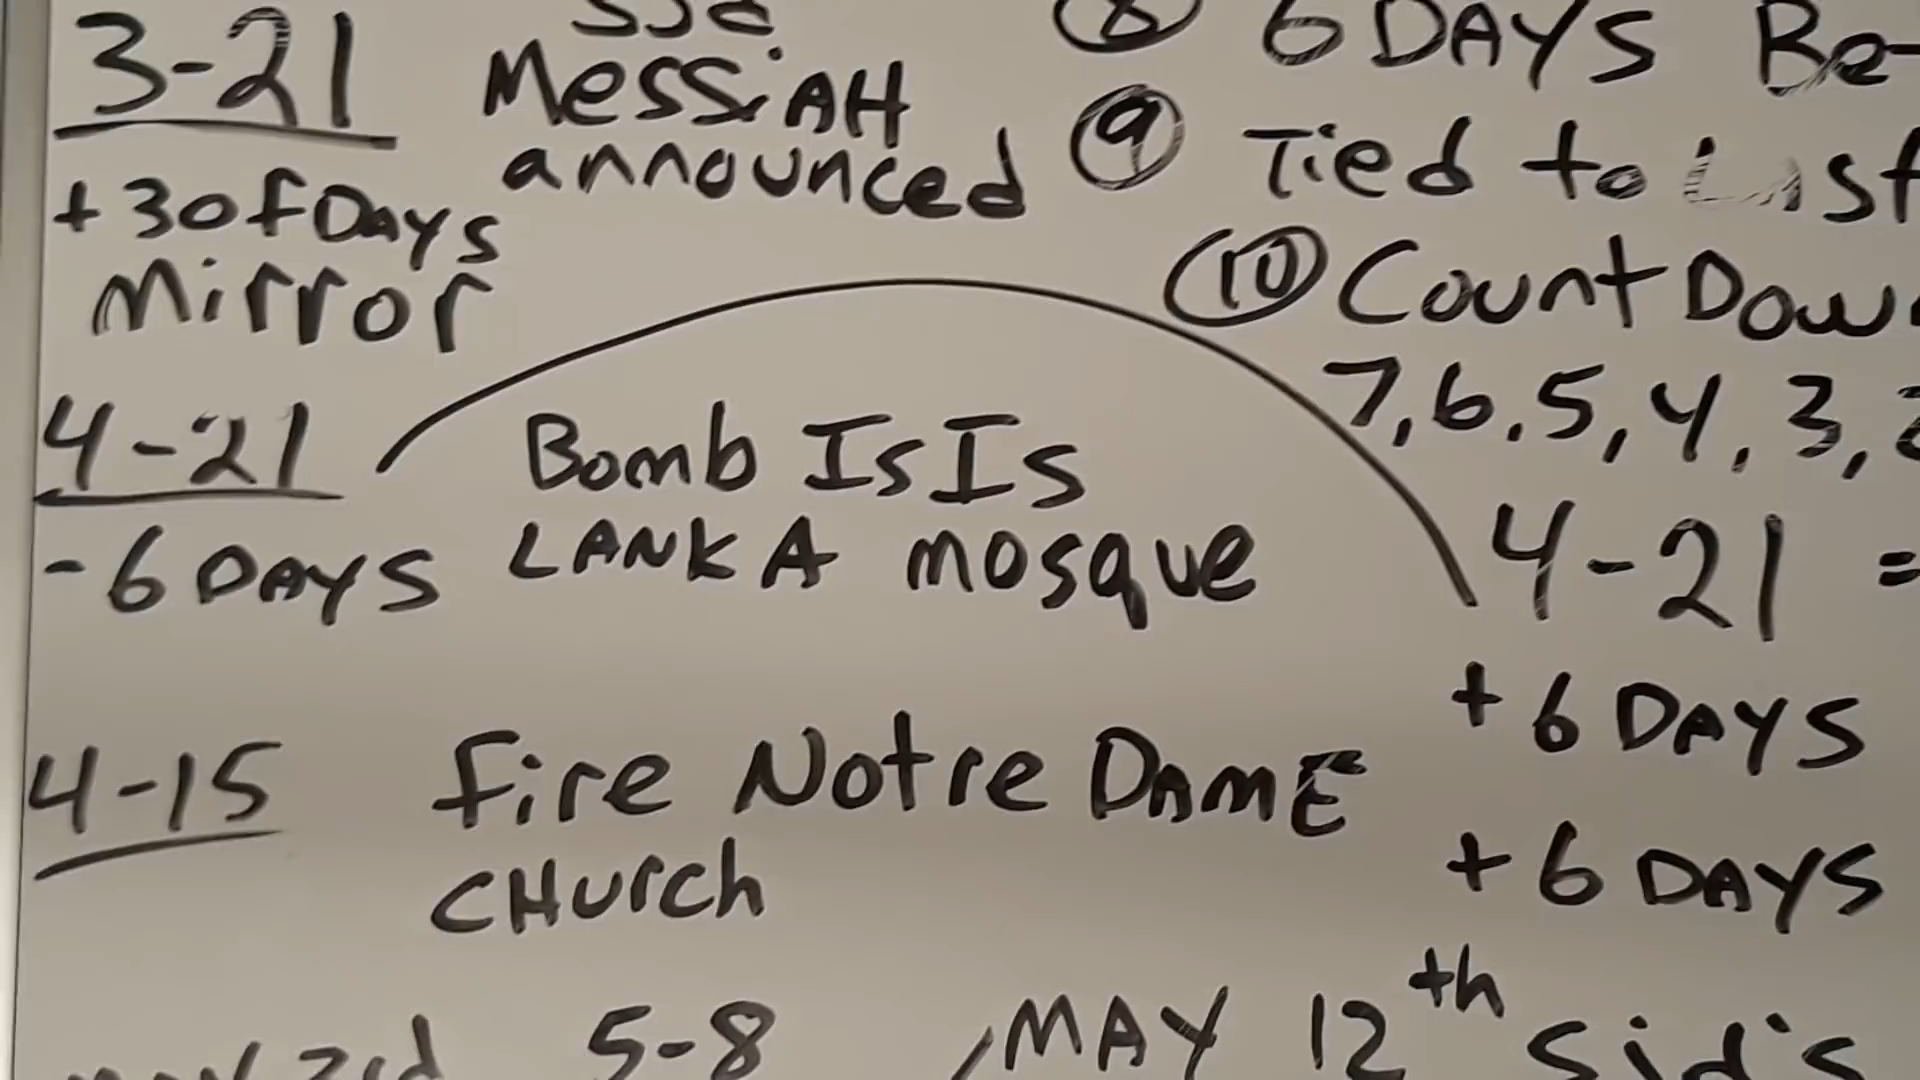 3-21
Messiah
announced
+30 f Days
Mirror
4-21
Bomb IsIs
LANKA mosque
-6 DAYS
4-15
fire Notre DAME
CHurch
5-8
8 6 DAYS Be-
9 Tied to Last
10 Count Down
7,6,5,4,3,
4-21 =
+6 DAYS
+6 DAYS
MAY 12th Sid's